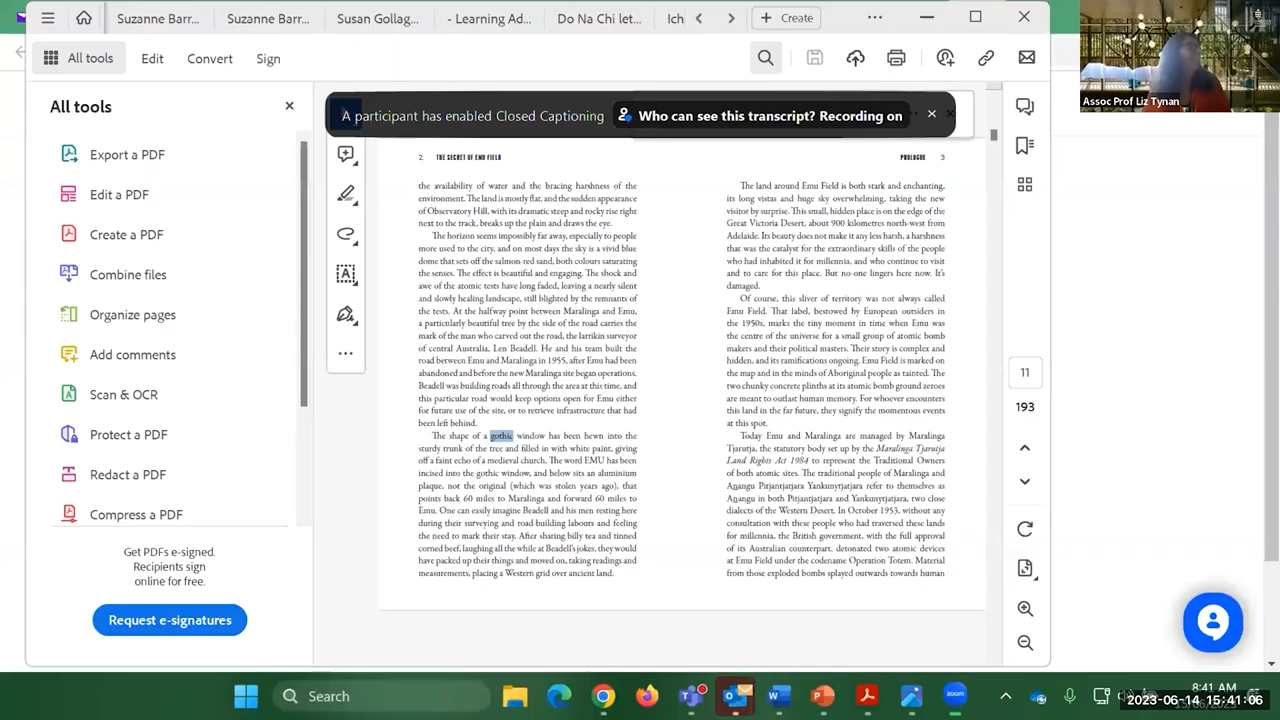 Suzanne Barr...
Suzanne Barr...
Susan Gollag...
- Learning Ad...
Do Na Chi let...
Ich
Create
All tools
Edit
Convert
Sign
Assoc Prof Liz Tynan
All tools
A participant has enabled Closed Captioning
Who can see this transcript? Recording on
Export a PDF
Edit a PDF
Create a PDF
Combine files
Organize pages
Add comments
Scan & OCR
Protect a PDF
Redact a PDF
Compress a PDF
Get PDFs e-signed.
Recipients sign
online for free.
Request e-signatures
2 THE SECRET OF EMU FIELD
the availability of water and the bracing harshness of the
environment. The land is mostly flat, and the sudden appearance
of Observatory Hill, with its dramatic steep and rocky rise right
next to the track, breaks up the plain and draws the eye.
The horizon seems impossibly far away, especially to people
more used to the city, and on most days the sky is a vivid blue
dome that sets off the salmon-red sand, both colours saturating
the senses. The effect is beautiful and engaging. The shock and
awe of the atomic tests have long faded, leaving a nearly silent
and slowly healing landscape, still blighted by the remnants of
the tests. At the halfway point between Maralinga and Emu,
a particularly beautiful tree by the side of the road carries the
mark of the man who carved out the road, the larrikin surveyor
of central Australia, Len Beadell. He and his team built the
road between Emu and Maralinga in 1955, after Emu had been
abandoned and before the new Maralinga site began operations.
Beadell was building roads all through the area at this time, and
this particular road would keep options open for Emu either
for future use of the site, or to retrieve infrastructure that had
been left behind.
The shape of a gothic window has been hewn into the
sturdy trunk of the tree and filled in with white paint, giving
off a faint echo of a medieval church. The word EMU has been
incised into the gothic window, and below sits an aluminium
plaque, not the original (which was stolen years ago), that
points back 60 miles to Maralinga and forward 60 miles to
Emu. One can easily imagine Beadell and his men resting here
during their surveying and road-building labours and feeling
the need to mark their stay. After sharing billy tea and tinned
corned beef, laughing all the while at Beadell's jokes, they would
have packed up their things and moved on, taking readings and
measurements, placing a Western grid over ancient land.
PROLOGUE 3
The land around Emu Field is both stark and enchanting,
its long vistas and huge sky overwhelming, taking the new
visitor by surprise. This small, hidden place is on the edge of the
Great Victoria Desert, about 900 kilometres north-west from
Adelaide. Its beauty does not make it any less harsh, a harshness
that was the catalyst for the extraordinary skills of the people
who had inhabited it for millennia, and who continue to visit
and to care for this place. But no-one lingers here now. It's
damaged.
Of course, this sliver of territory was not always called
Emu Field. That label, bestowed by European outsiders in
the 1950s, marks the tiny moment in time when Emu was
the centre of the universe for a small group of atomic bomb
makers and their political masters. Their story is complex and
hidden, and its ramifications ongoing. Emu Field is marked on
the map and in the minds of Aboriginal people as tainted. The
two chunky concrete plinths at its atomic bomb ground zeroes
are meant to outlast human memory. For whoever encounters
this land in the far future, they signify the momentous events
at this spot.
Today Emu and Maralinga are managed by Maralinga
Tjarutja, the statutory body set up by the Maralinga Tjarutja
Land Rights Act 1984 to represent the Traditional Owners
of both atomic sites. The traditional people of Maralinga and
Aṉangu Pitjantjatjara Yankunytjatjara refer to themselves as
Aṉangu in both Pitjantjatjara and Yankunytjatjara, two close
dialects of the Western Desert. In October 1953, without any
consultation with these people who had traversed these lands
for millennia, the British government, with the full approval
of its Australian counterpart, detonated two atomic devices
at Emu Field under the codename Operation Totem. Material
from those exploded bombs splayed outwards towards human
11
193
Search
8:41 AM
2023-06-14, 15:41:06